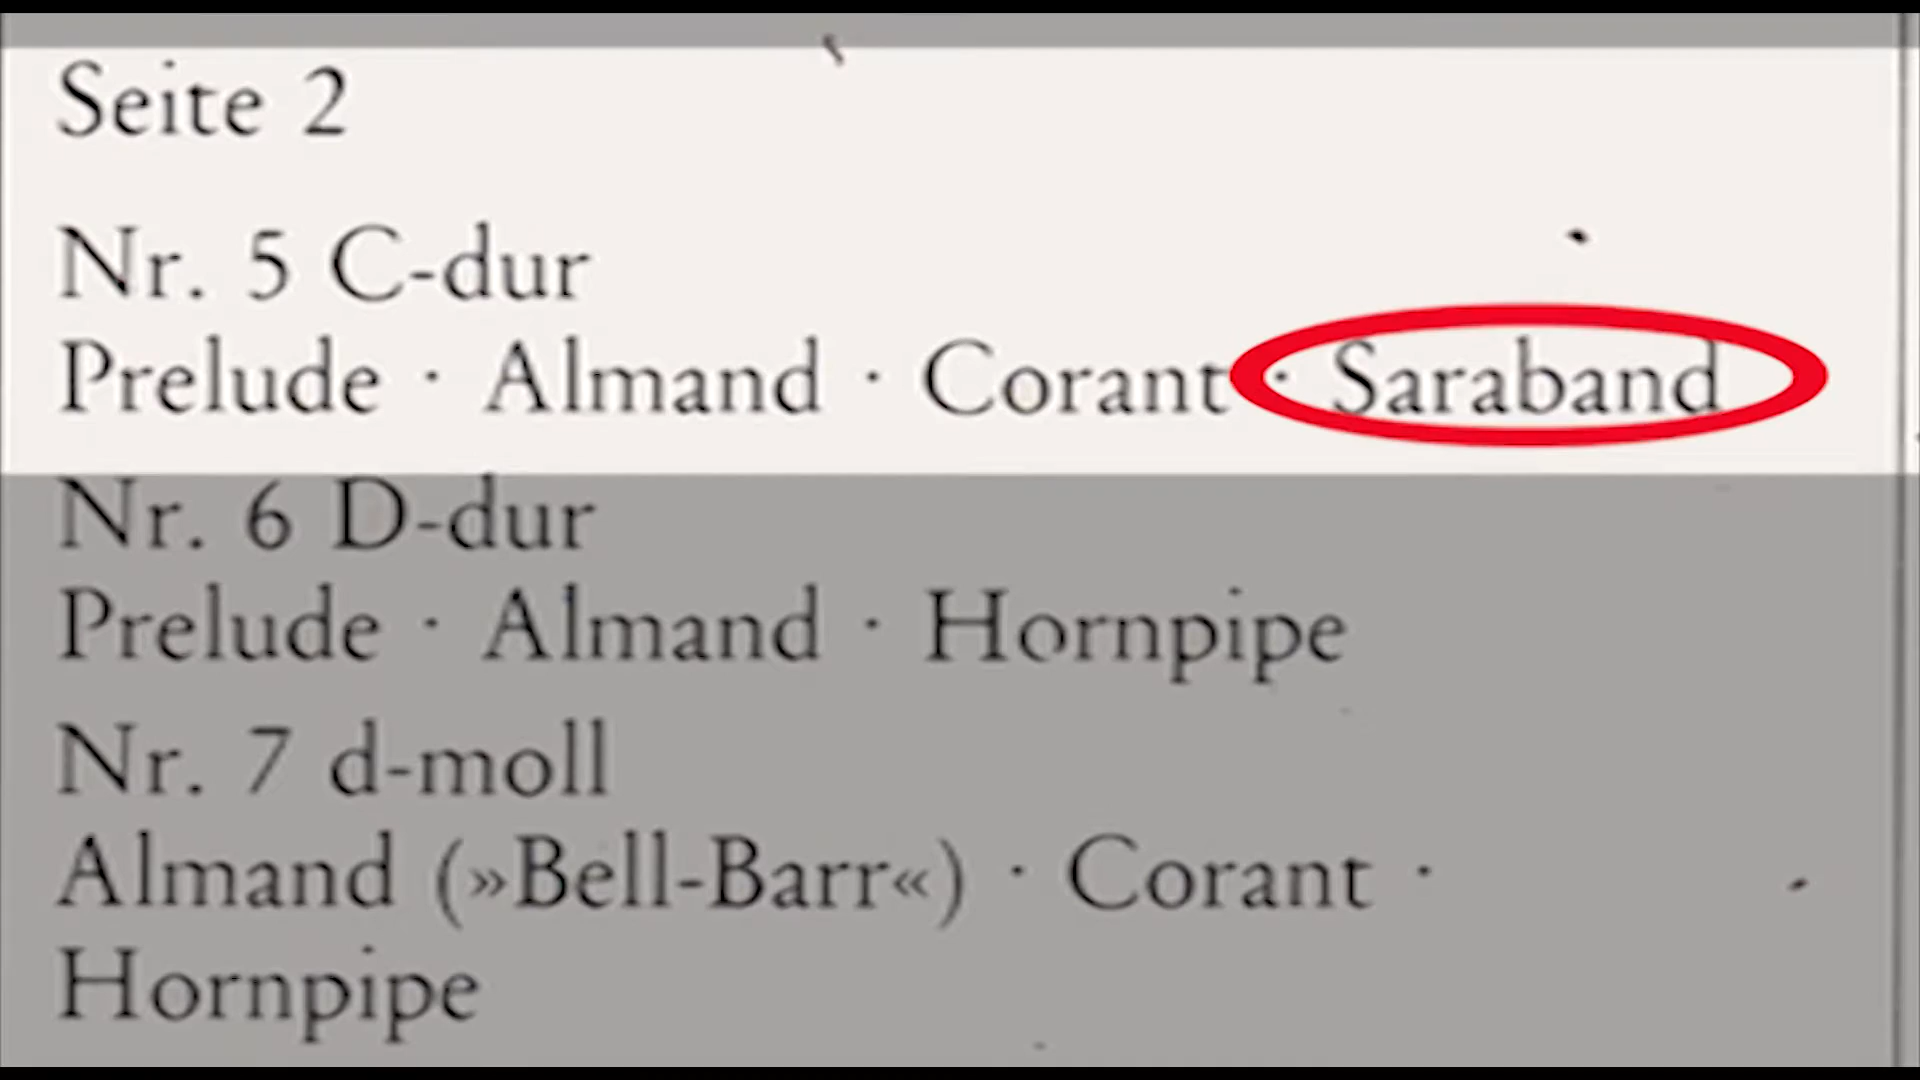 Seite 2
Nr. 5 C-dur
Prelude · Almand · Corant · Saraband
Nr. 6 D-dur
Prelude · Almand · Hornpipe
Nr. 7 d-moll
Almand (»Bell-Barr«) · Corant ·
Hornpipe